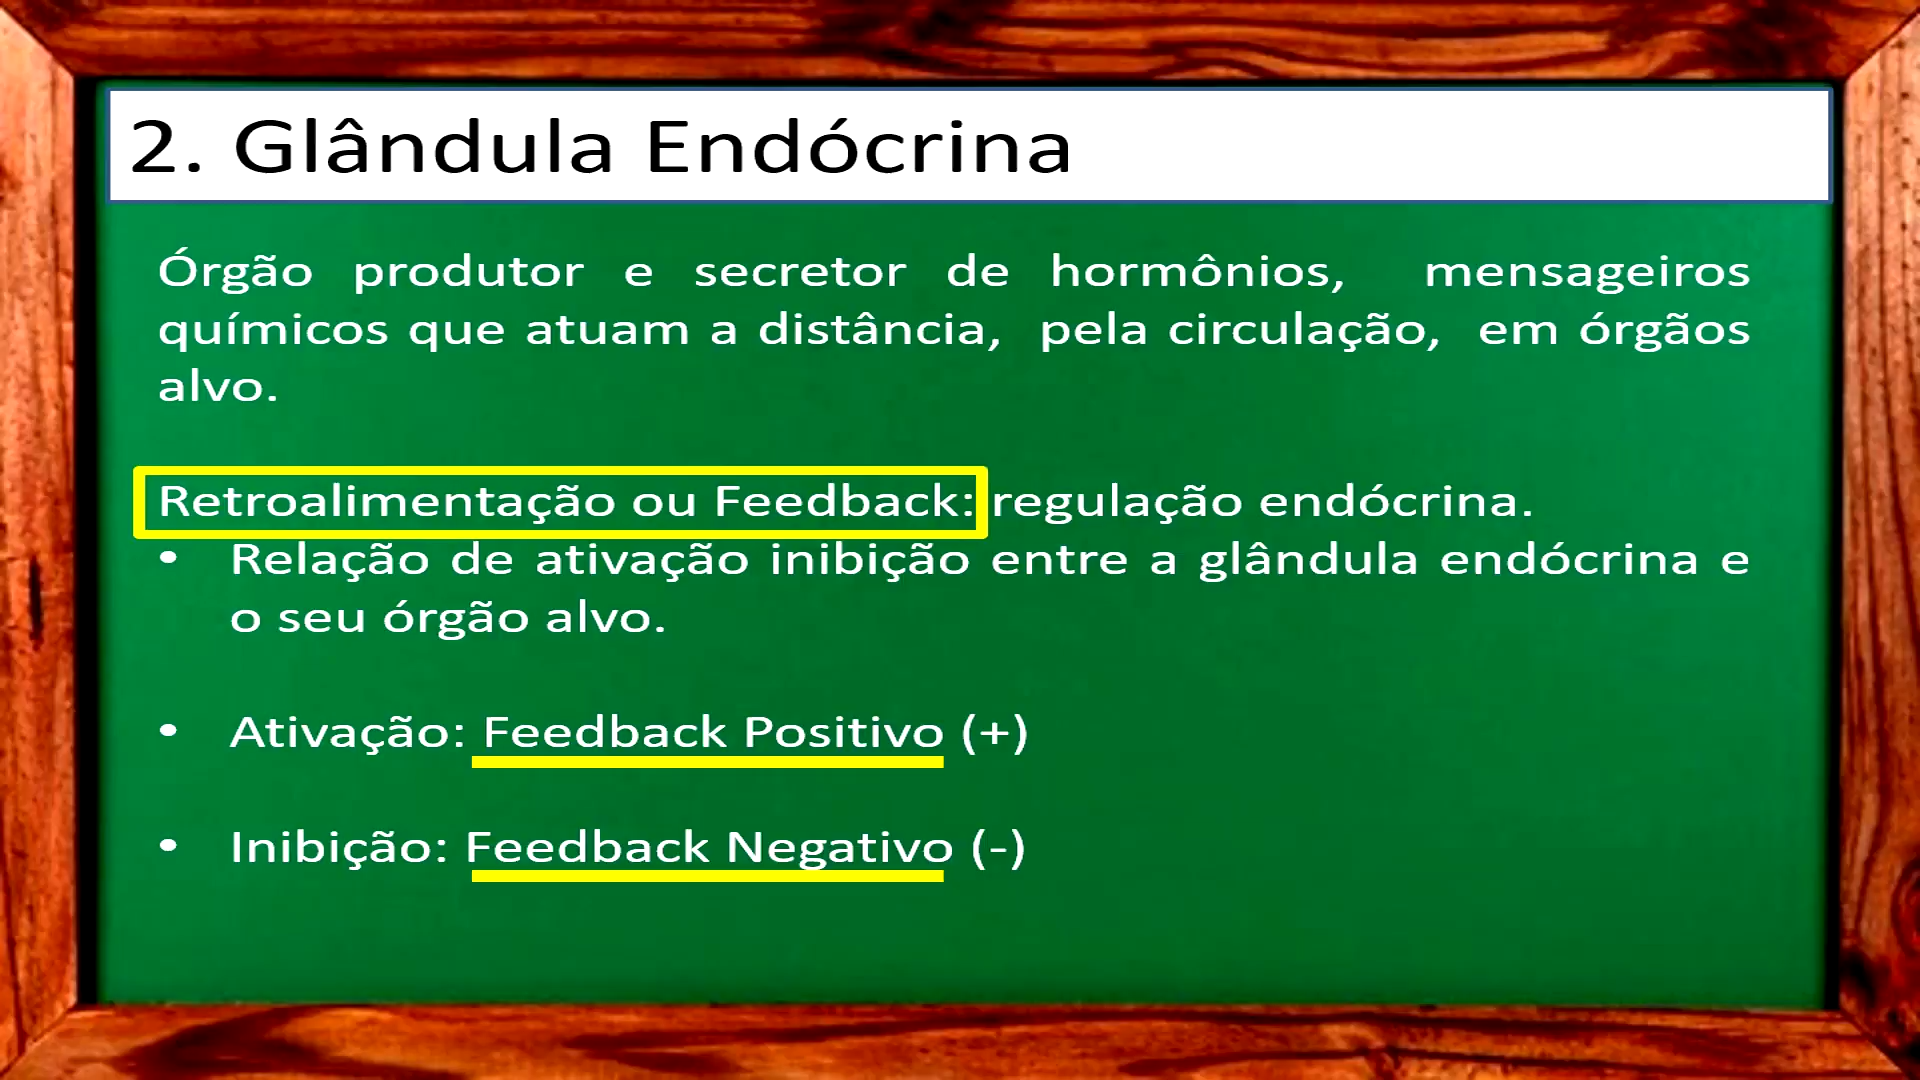 2. Glândula Endócrina
Órgão produtor e secretor de hormônios, mensageiros
químicos que atuam a distância, pela circulação, em órgãos
alvo.
Retroalimentação ou Feedback: regulação endócrina.
• Relação de ativação inibição entre a glândula endócrina e
o seu órgão alvo.
• Ativação: Feedback Positivo (+)
• Inibição: Feedback Negativo (-)